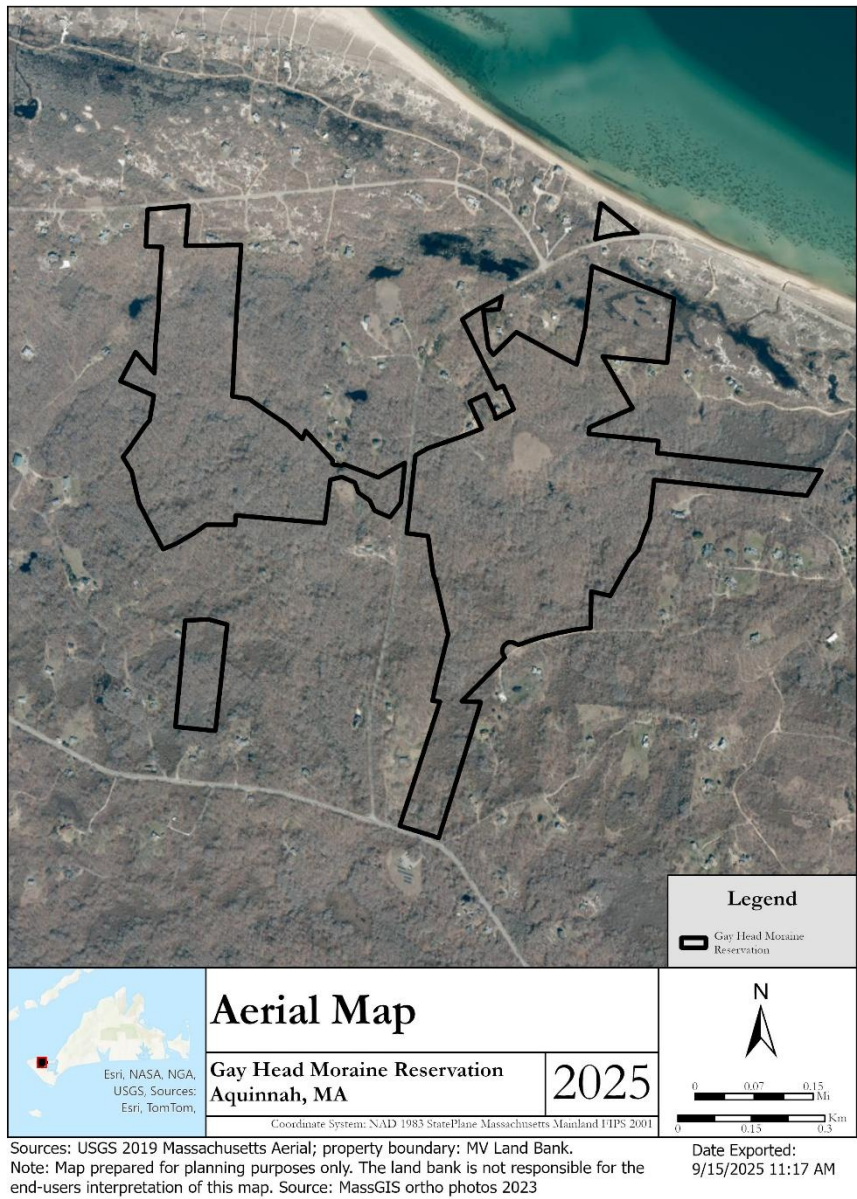 Legend
Gay Head Moraine
Reservation
Esri, NASA, NGA,
USGS, Sources:
Esri, TomTom,
Aerial Map
Gay Head Moraine Reservation
Aquinnah, MA
2025
Coordinate System: NAD 1983 StatePlane Massachusetts Mainland FIPS 2001
N
0 0.07 0.15
Mi
Km
0 0.15 0.3
Sources: USGS 2019 Massachusetts Aerial; property boundary: MV Land Bank.
Note: Map prepared for planning purposes only. The land bank is not responsible for the
end-users interpretation of this map. Source: MassGIS ortho photos 2023
Date Exported:
9/15/2025 11:17 AM